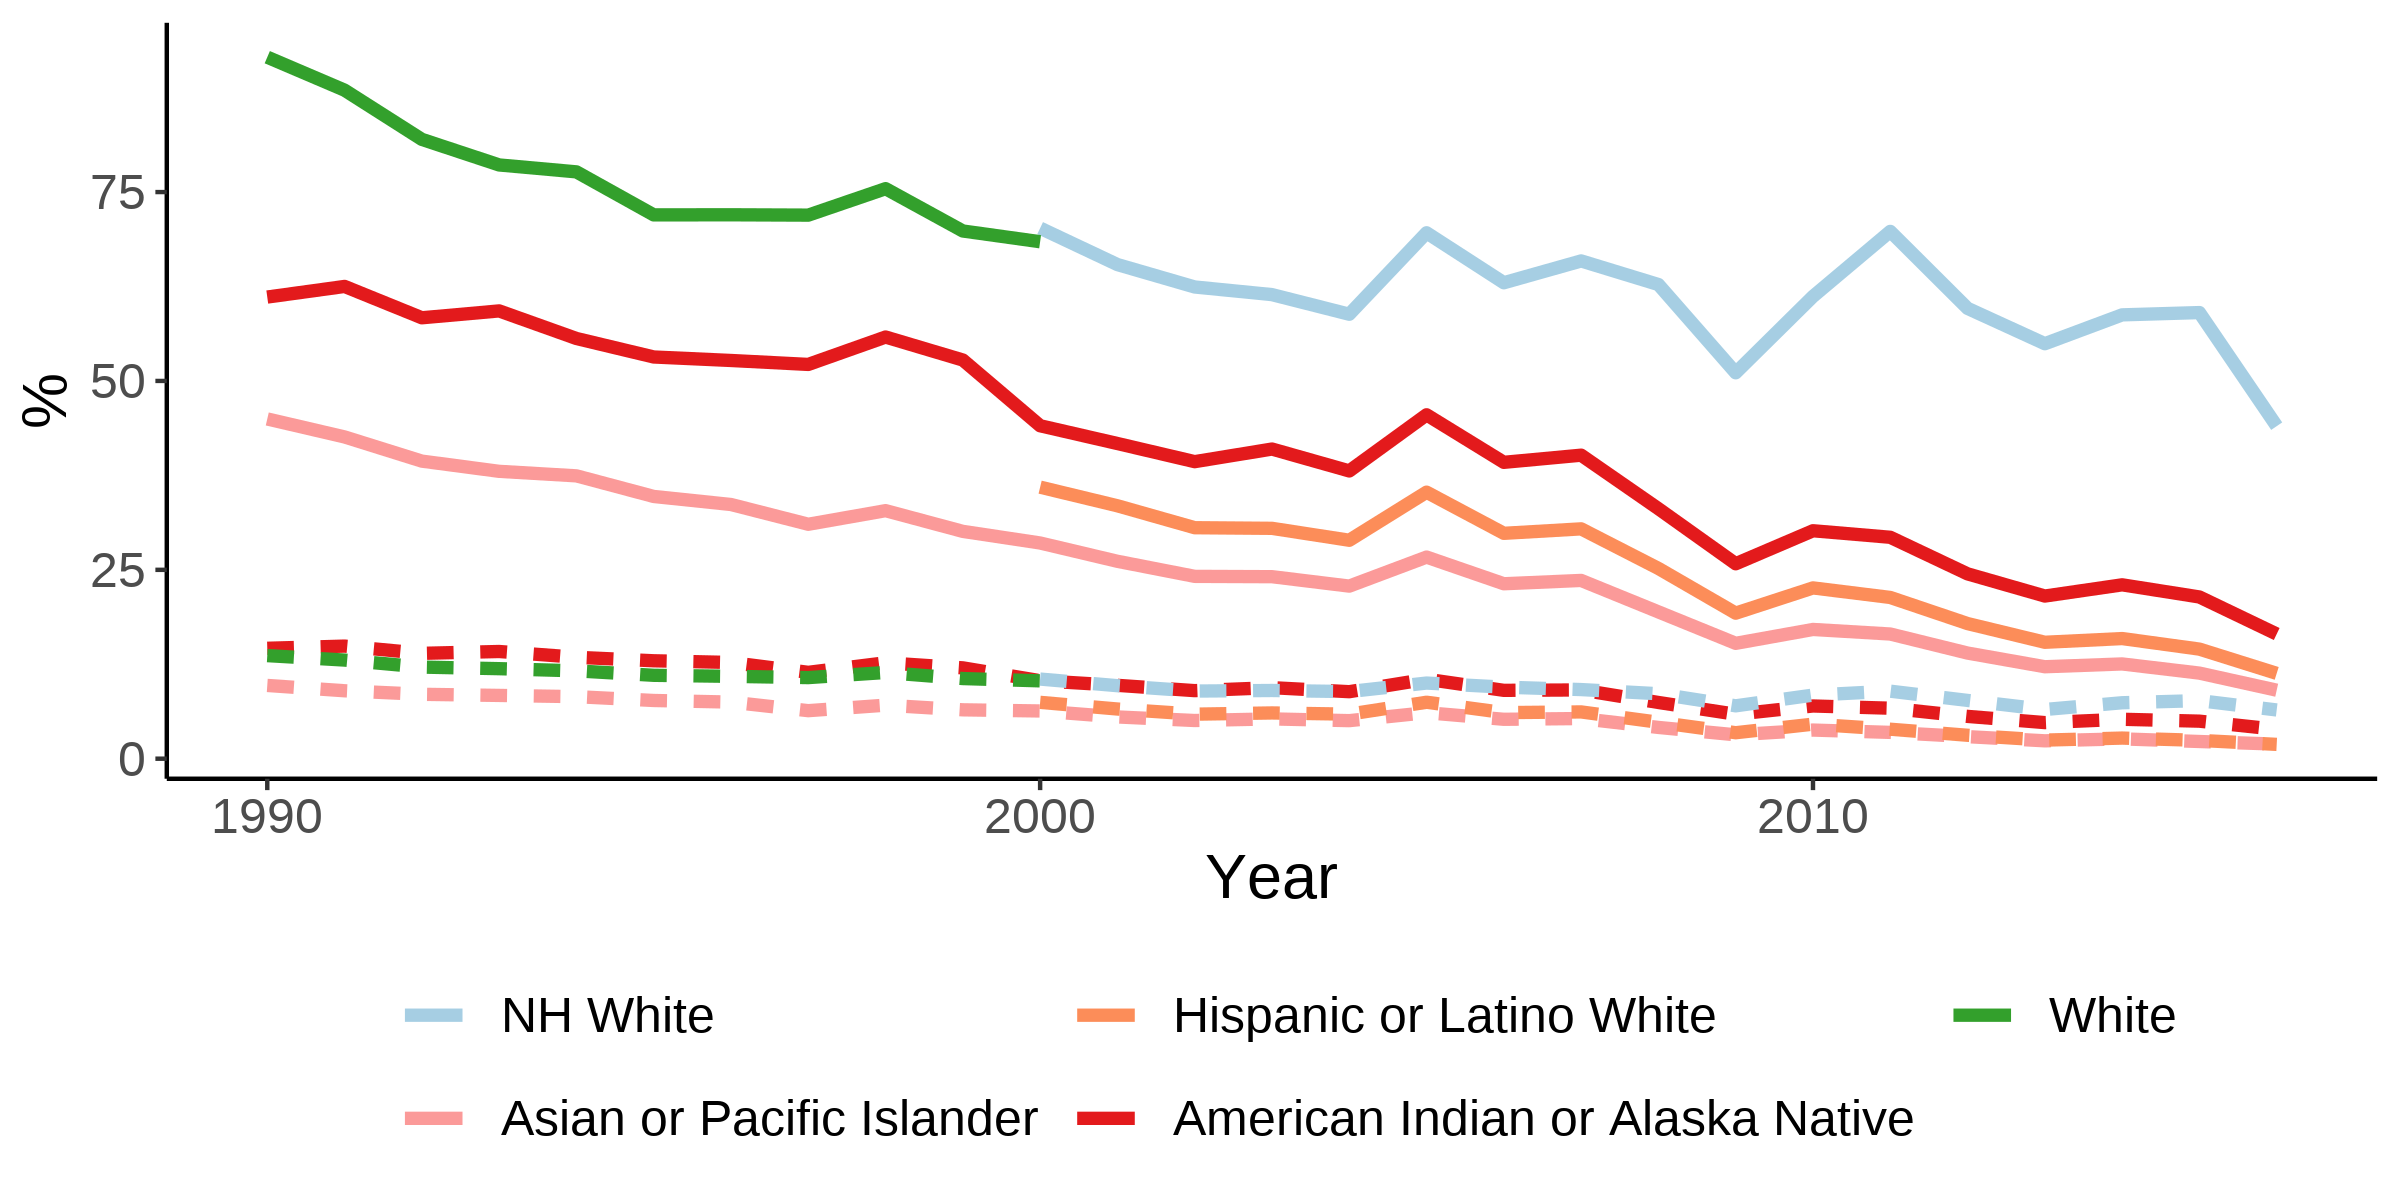 75
50
25
0
%
1990 2000 2010
Year
NH White Hispanic or Latino White White
Asian or Pacific Islander American Indian or Alaska Native